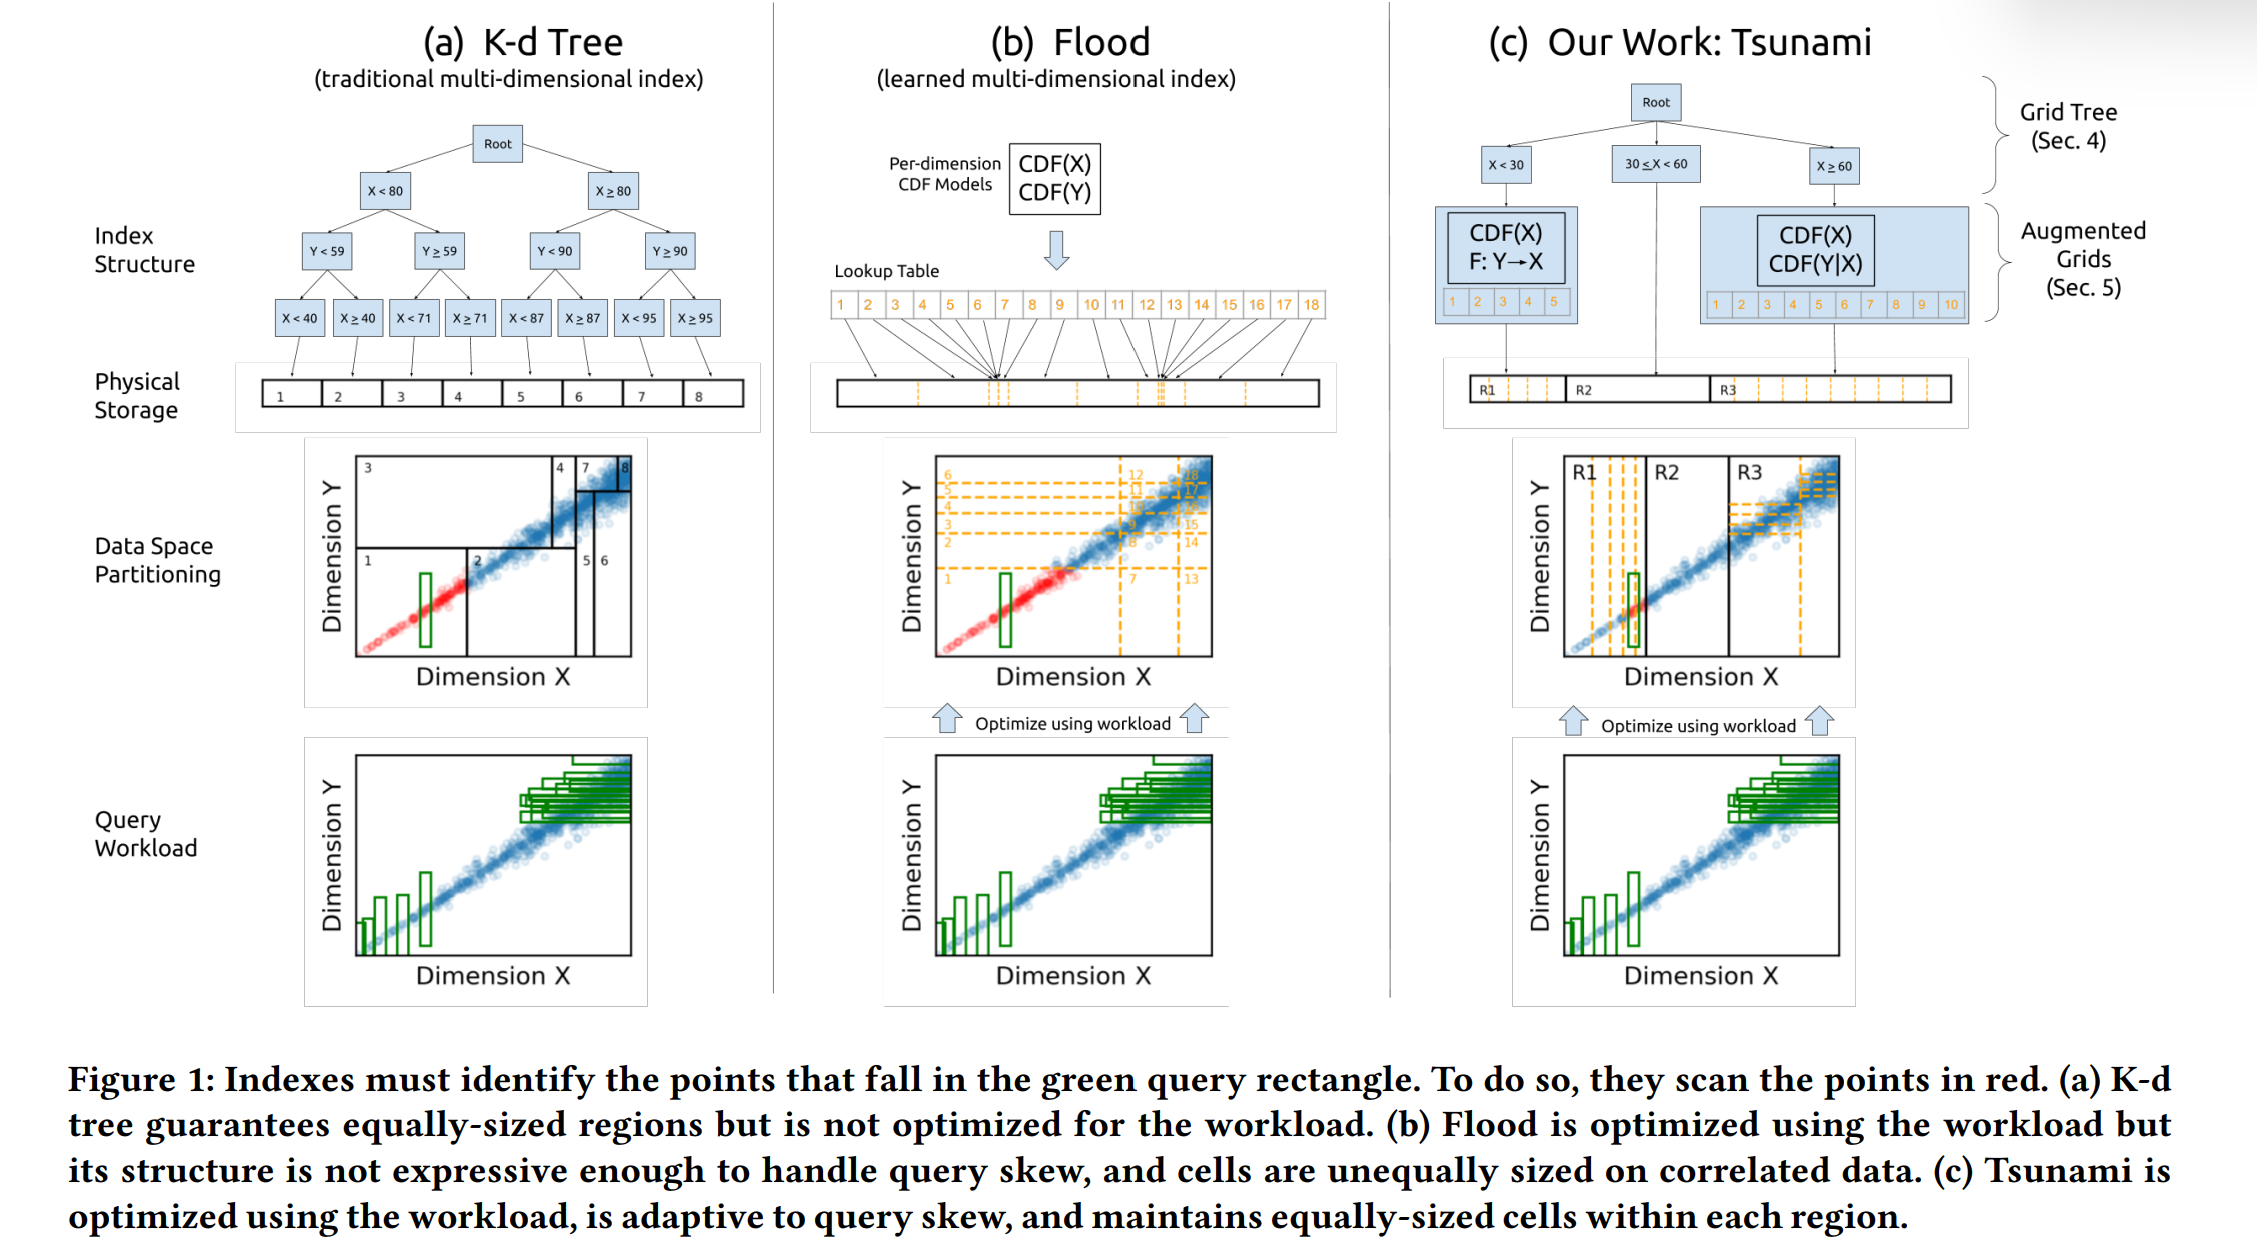 (a) K-d Tree
(traditional multi-dimensional index)
(b) Flood
(learned multi-dimensional index)
(c) Our Work: Tsunami
Index
Structure
Physical
Storage
Data Space
Partitioning
Query
Workload
Root
X < 80
X ≥ 80
Y < 59
Y ≥ 59
Y < 90
Y ≥ 90
X < 40
X ≥ 40
X < 71
X ≥ 71
X < 87
X ≥ 87
X < 95
X ≥ 95
1 2 3 4 5 6 7 8
3 4 7 8
1 2 5 6
Dimension Y
Dimension X
Dimension Y
Dimension X
Per-dimension
CDF Models
CDF(X)
CDF(Y)
Lookup Table
1 2 3 4 5 6 7 8 9 10 11 12 13 14 15 16 17 18
6 12 18
5 11 17
4 10 16
3 9 15
2 8 14
1 7 13
Dimension Y
Dimension X
Optimize using workload
Dimension Y
Dimension X
Root
X < 30
30 ≤ X < 60
X ≥ 60
Grid Tree
(Sec. 4)
CDF(X)
F: Y→X
1 2 3 4 5
CDF(X)
CDF(Y|X)
1 2 3 4 5 6 7 8 9 10
Augmented
Grids
(Sec. 5)
R1 R2 R3
R1 R2 R3
Dimension Y
Dimension X
Optimize using workload
Dimension Y
Dimension X
Figure 1: Indexes must identify the points that fall in the green query rectangle. To do so, they scan the points in red. (a) K-d
tree guarantees equally-sized regions but is not optimized for the workload. (b) Flood is optimized using the workload but
its structure is not expressive enough to handle query skew, and cells are unequally sized on correlated data. (c) Tsunami is
optimized using the workload, is adaptive to query skew, and maintains equally-sized cells within each region.